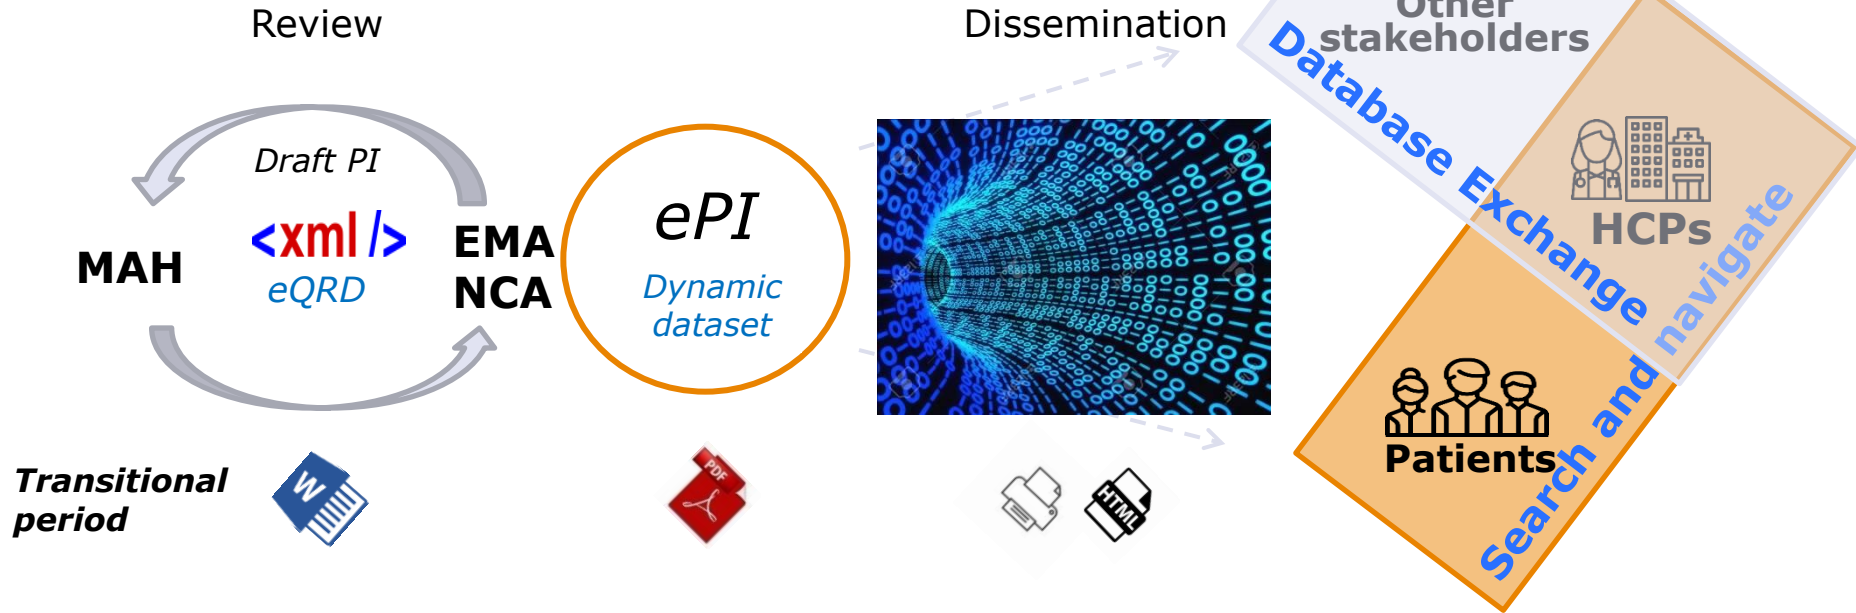 Review
Dissemination
Other
stakeholders
Database Exchange
Draft PI
<xml />
eQRD
MAH
EMA
NCA
ePI
Dynamic
dataset
HCPs
Search and navigate
Patients
Transitional
period
W
PDF
HTML